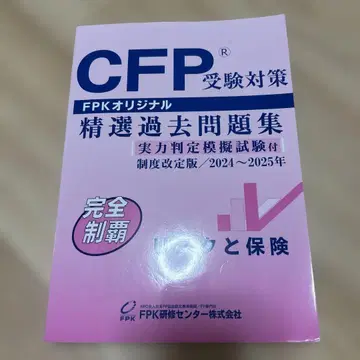 CFP® 受験対策
FPKオリジナル
精選過去問題集
実力判定模擬試験付
制度改定版/2024~2025年
完全
制覇
クと保険
FPK
FPK研修センター株式会社